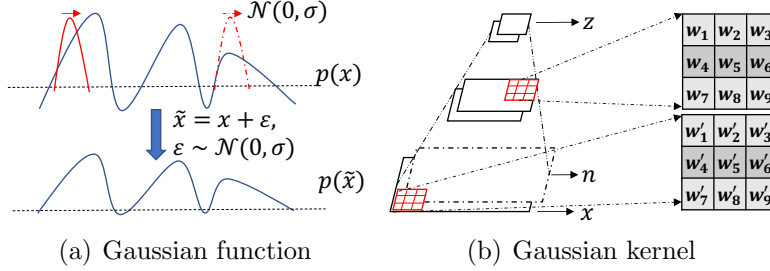 𝒩(0, σ)
p(x)
x̃ = x + ε,
ε ~ 𝒩(0, σ)
p(x̃)
(a) Gaussian function
z
n
x
w₁ w₂ w₃
w₄ w₅ w₆
w₇ w₈ w₉
w′₁ w′₂ w′₃
w′₄ w′₅ w′₆
w′₇ w′₈ w′₉
(b) Gaussian kernel